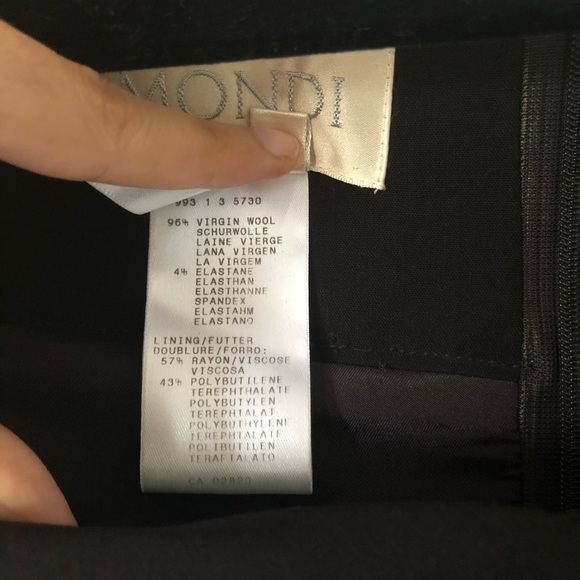 MONDI
993 1 3 5730
96% VIRGIN WOOL
SCHURWOLLE
LAINE VIERGE
LANA VIRGEN
LA VIRGEM
4% ELASTANE
ELASTHAN
ELASTHANNE
SPANDEX
ELASTAHM
ELASTANO
LINING/FUTTER
DOUBLURE/FORRO:
57% RAYON/VISCOSE
VISCOSA
43% POLYBUTILENE
TEREPHTHALATE
POLYBUTYLEN
TEREPHTALAT
POLYBUTHYLENE
TEREPHTALATE
POLIBUTILEN
TERAFTALATO
CA 02820